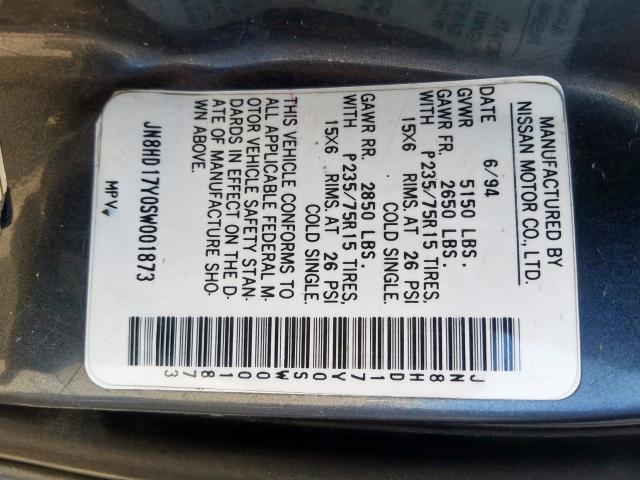 MANUFACTURED BY
NISSAN MOTOR CO., LTD.
DATE 6/94
GVWR 5150 LBS.
GAWR FR. 2650 LBS.
WITH P235/75R15 TIRES,
15X6 RIMS, AT 26 PSI
COLD SINGLE.
GAWR RR. 2850 LBS.
WITH P235/75R15 TIRES,
15X6 RIMS, AT 26 PSI
COLD SINGLE.
THIS VEHICLE CONFORMS TO
ALL APPLICABLE FEDERAL M
OTOR VEHICLE SAFETY STAN
DARDS IN EFFECT ON THE D
ATE OF MANUFACTURE SHO
WN ABOVE.
JN8HD17Y0SW001873
MPV
JN8HD17Y0SW001873